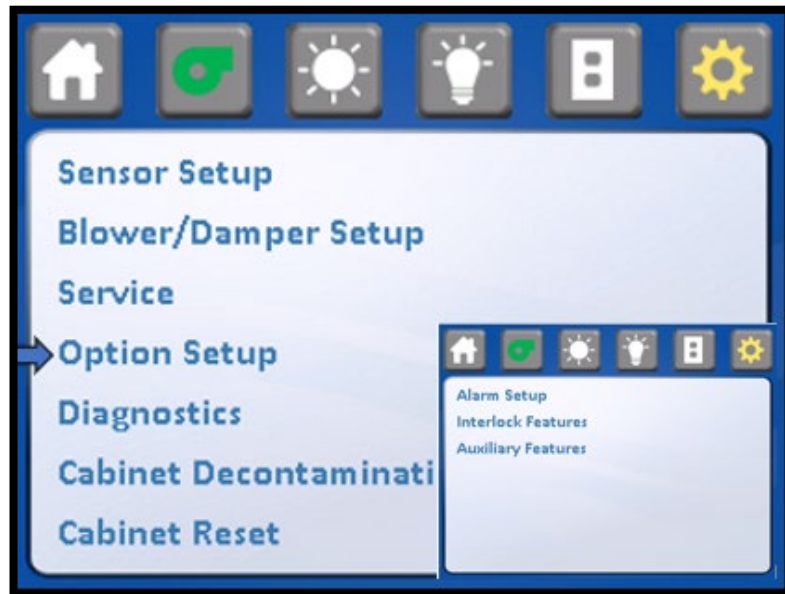 Sensor Setup
Blower/Damper Setup
Service
Option Setup
Diagnostics
Cabinet Decontaminati
Cabinet Reset
Alarm Setup
Interlock Features
Auxiliary Features